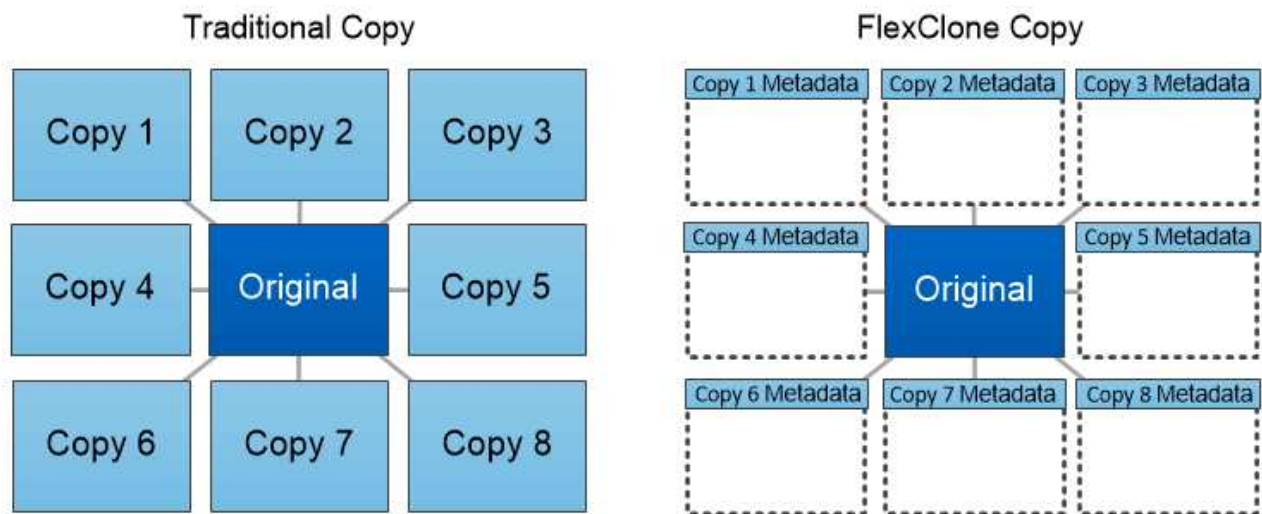 Traditional Copy
Copy 1
Copy 2
Copy 3
Copy 4
Original
Copy 5
Copy 6
Copy 7
Copy 8
FlexClone Copy
Copy 1 Metadata
Copy 2 Metadata
Copy 3 Metadata
Copy 4 Metadata
Original
Copy 5 Metadata
Copy 6 Metadata
Copy 7 Metadata
Copy 8 Metadata